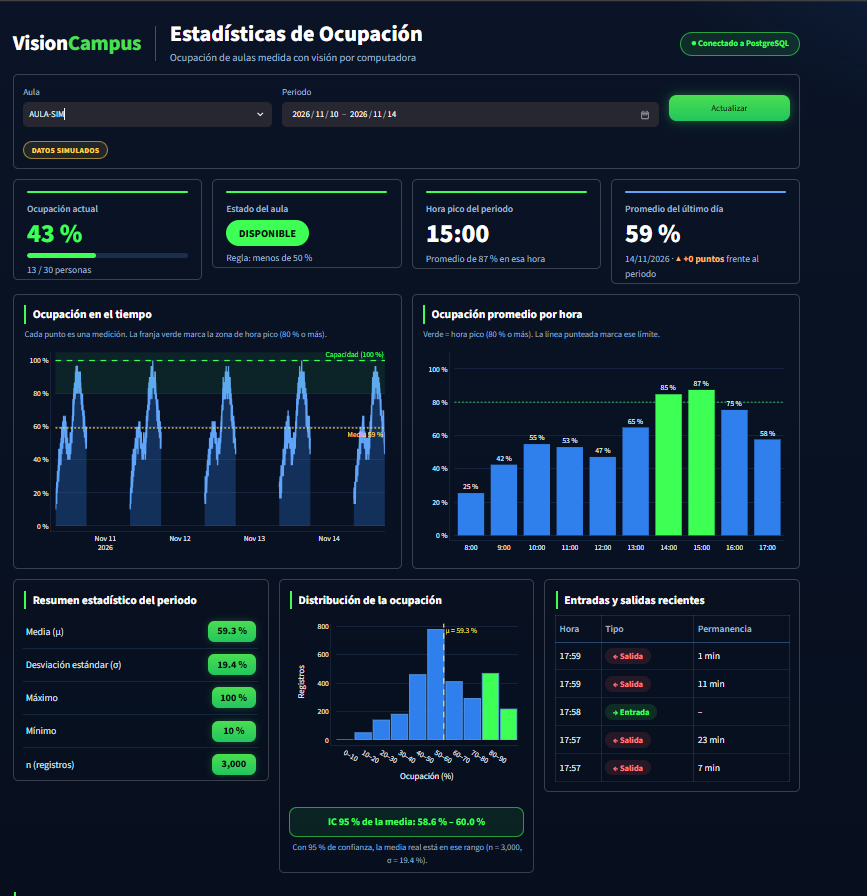 VisionCampus
Estadísticas de Ocupación
Ocupación de aulas medida con visión por computadora
Conectado a PostgreSQL
Aula
AULA-SIM
Periodo
2026/11/10 – 2026/11/14
Actualizar
DATOS SIMULADOS
Ocupación actual
43 %
13 / 30 personas
Estado del aula
DISPONIBLE
Regla: menos de 50 %
Hora pico del periodo
15:00
Promedio de 87 % en esa hora
Promedio del último día
59 %
14/11/2026 · ▲ +0 puntos frente al
periodo
Ocupación en el tiempo
Cada punto es una medición. La franja verde marca la zona de hora pico (80 % o más).
Capacidad (100 %)
100 %
80 %
60 %
Media 59 %
40 %
20 %
0 %
Nov 11
2026
Nov 12
Nov 13
Nov 14
Ocupación promedio por hora
Verde = hora pico (80 % o más). La línea punteada marca ese límite.
100 %
80 %
60 %
40 %
20 %
0 %
25 %
42 %
55 %
53 %
47 %
65 %
85 %
87 %
75 %
58 %
8:00
9:00
10:00
11:00
12:00
13:00
14:00
15:00
16:00
17:00
Resumen estadístico del periodo
Media (μ) 59.3 %
Desviación estándar (σ) 19.4 %
Máximo 100 %
Mínimo 10 %
n (registros) 3,000
Distribución de la ocupación
800
600
400
200
0
Registros
μ = 59.3 %
0–10
10–20
20–30
30–40
40–50
50–60
60–70
70–80
80–90
Ocupación (%)
IC 95 % de la media: 58.6 % – 60.0 %
Con 95 % de confianza, la media real está en ese rango (n = 3,000,
σ = 19.4 %).
Entradas y salidas recientes
Hora Tipo Permanencia
17:59 ← Salida 1 min
17:59 ← Salida 11 min
17:58 → Entrada –
17:57 ← Salida 23 min
17:57 ← Salida 7 min